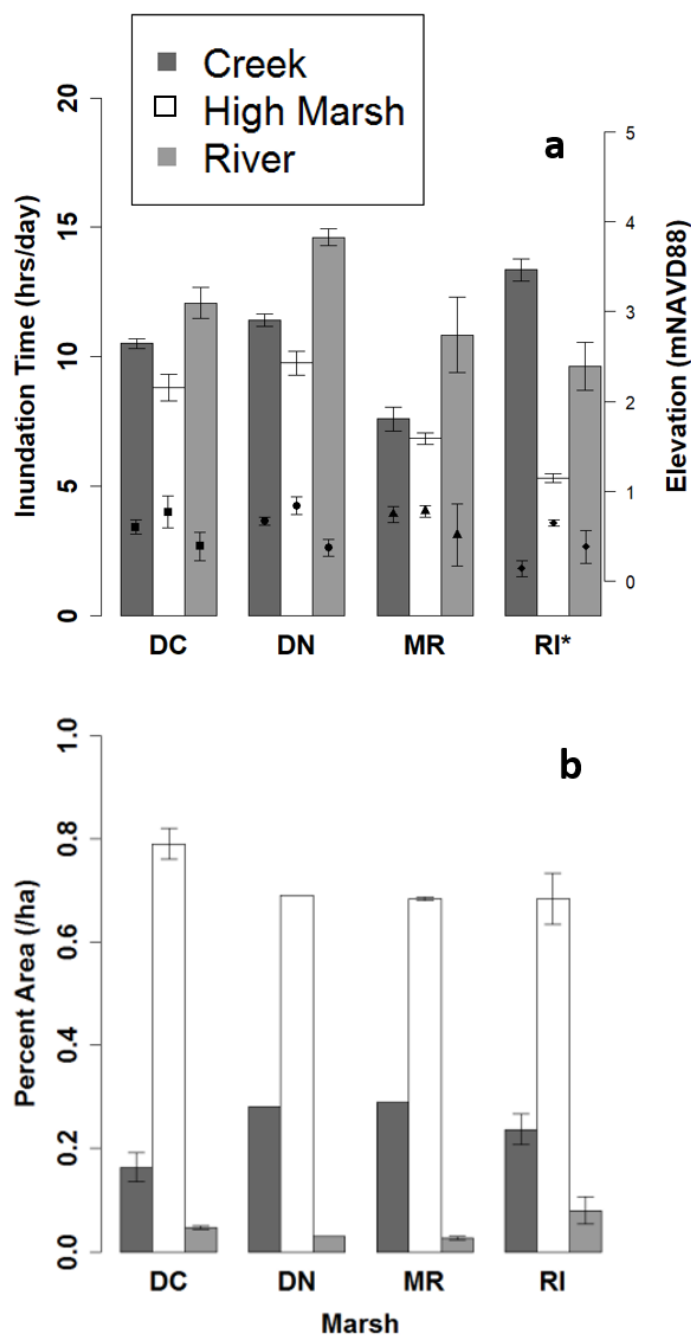 Creek
High Marsh
River
a
20
15
10
5
0
Inundation Time (hrs/day)
5
4
3
2
1
0
Elevation (mNAVD88)
DC DN MR RI*
b
1.0
0.8
0.6
0.4
0.2
0.0
Percent Area (/ha)
DC DN MR RI
Marsh